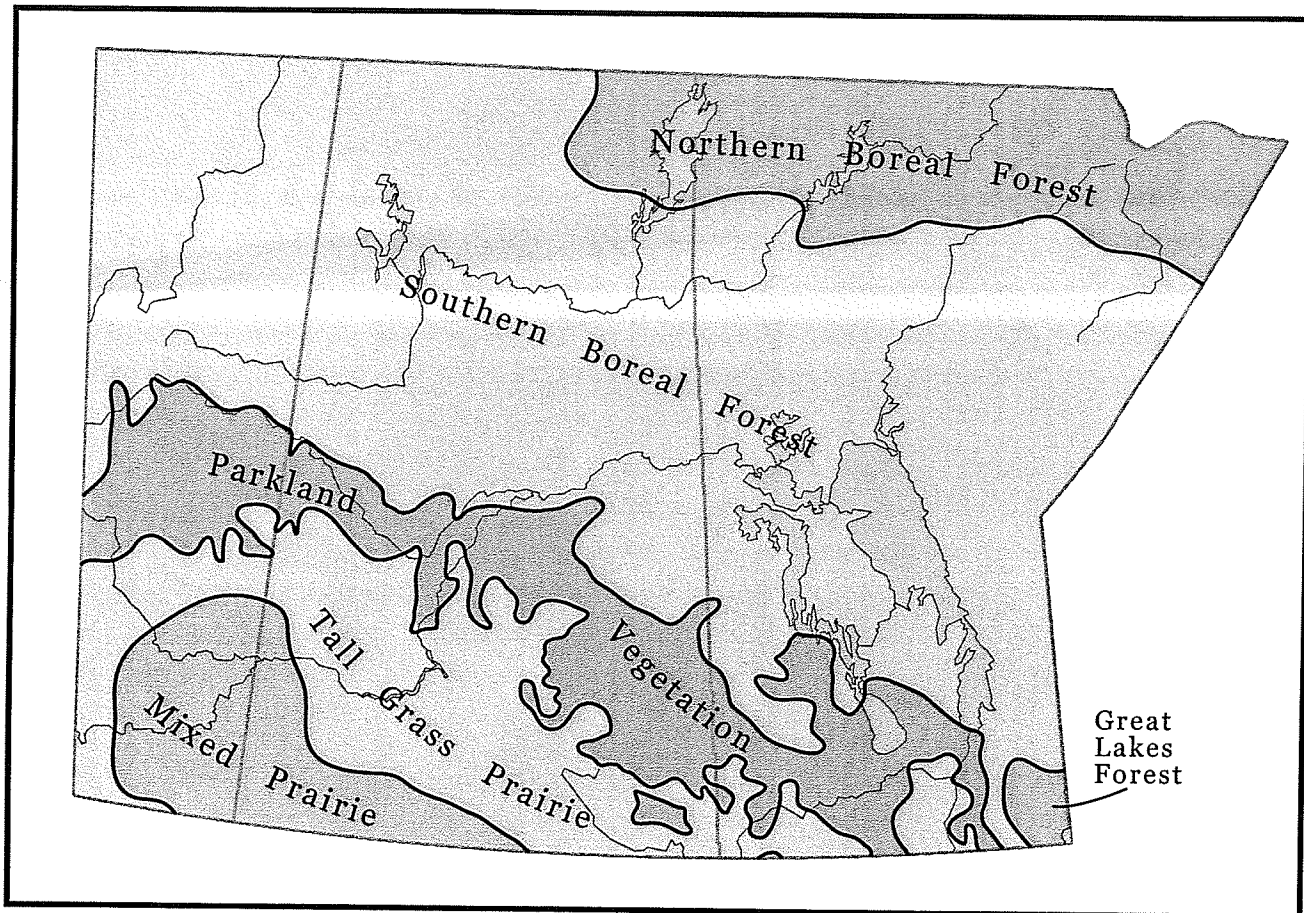 Northern Boreal Forest
Southern Boreal Forest
Parkland
Vegetation
Tall Grass Prairie
Mixed Prairie
Great
Lakes
Forest